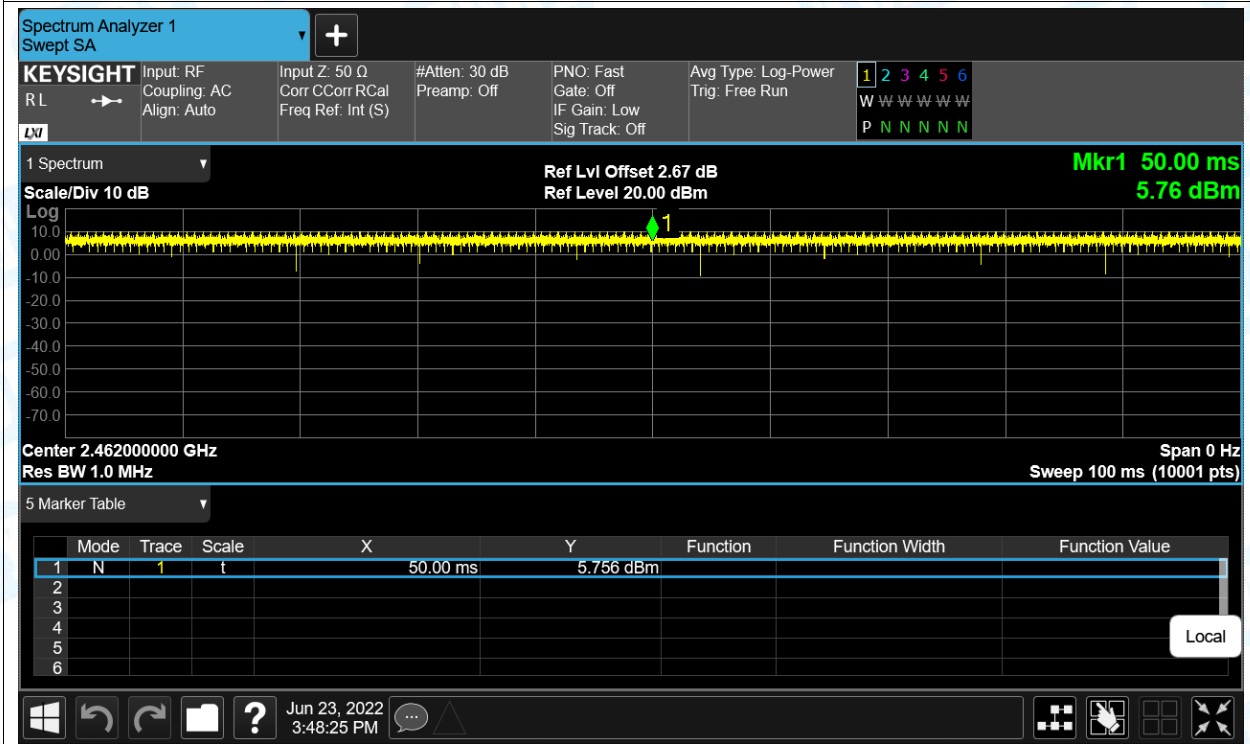 Spectrum Analyzer 1
Swept SA
KEYSIGHT Input: RF Input Z: 50 Ω #Atten: 30 dB PNO: Fast Avg Type: Log-Power 1 2 3 4 5 6
R L Coupling: AC Corr CCorr RCal Preamp: Off Gate: Off Trig: Free Run W W W W W W
Align: Auto Freq Ref: Int (S) IF Gain: Low
LXI Sig Track: Off P N N N N N
1 Spectrum Ref Lvl Offset 2.67 dB Mkr1 50.00 ms
Scale/Div 10 dB Ref Level 20.00 dBm 5.76 dBm
Log
1
10.0
0.00
-10.0
-20.0
-30.0
-40.0
-50.0
-60.0
-70.0
Center 2.462000000 GHz Span 0 Hz
Res BW 1.0 MHz Sweep 100 ms (10001 pts)
5 Marker Table
Mode Trace Scale X Y Function Function Width Function Value
1 N 1 t 50.00 ms 5.756 dBm
2
3
4
5
6
Local
? Jun 23, 2022
3:48:25 PM